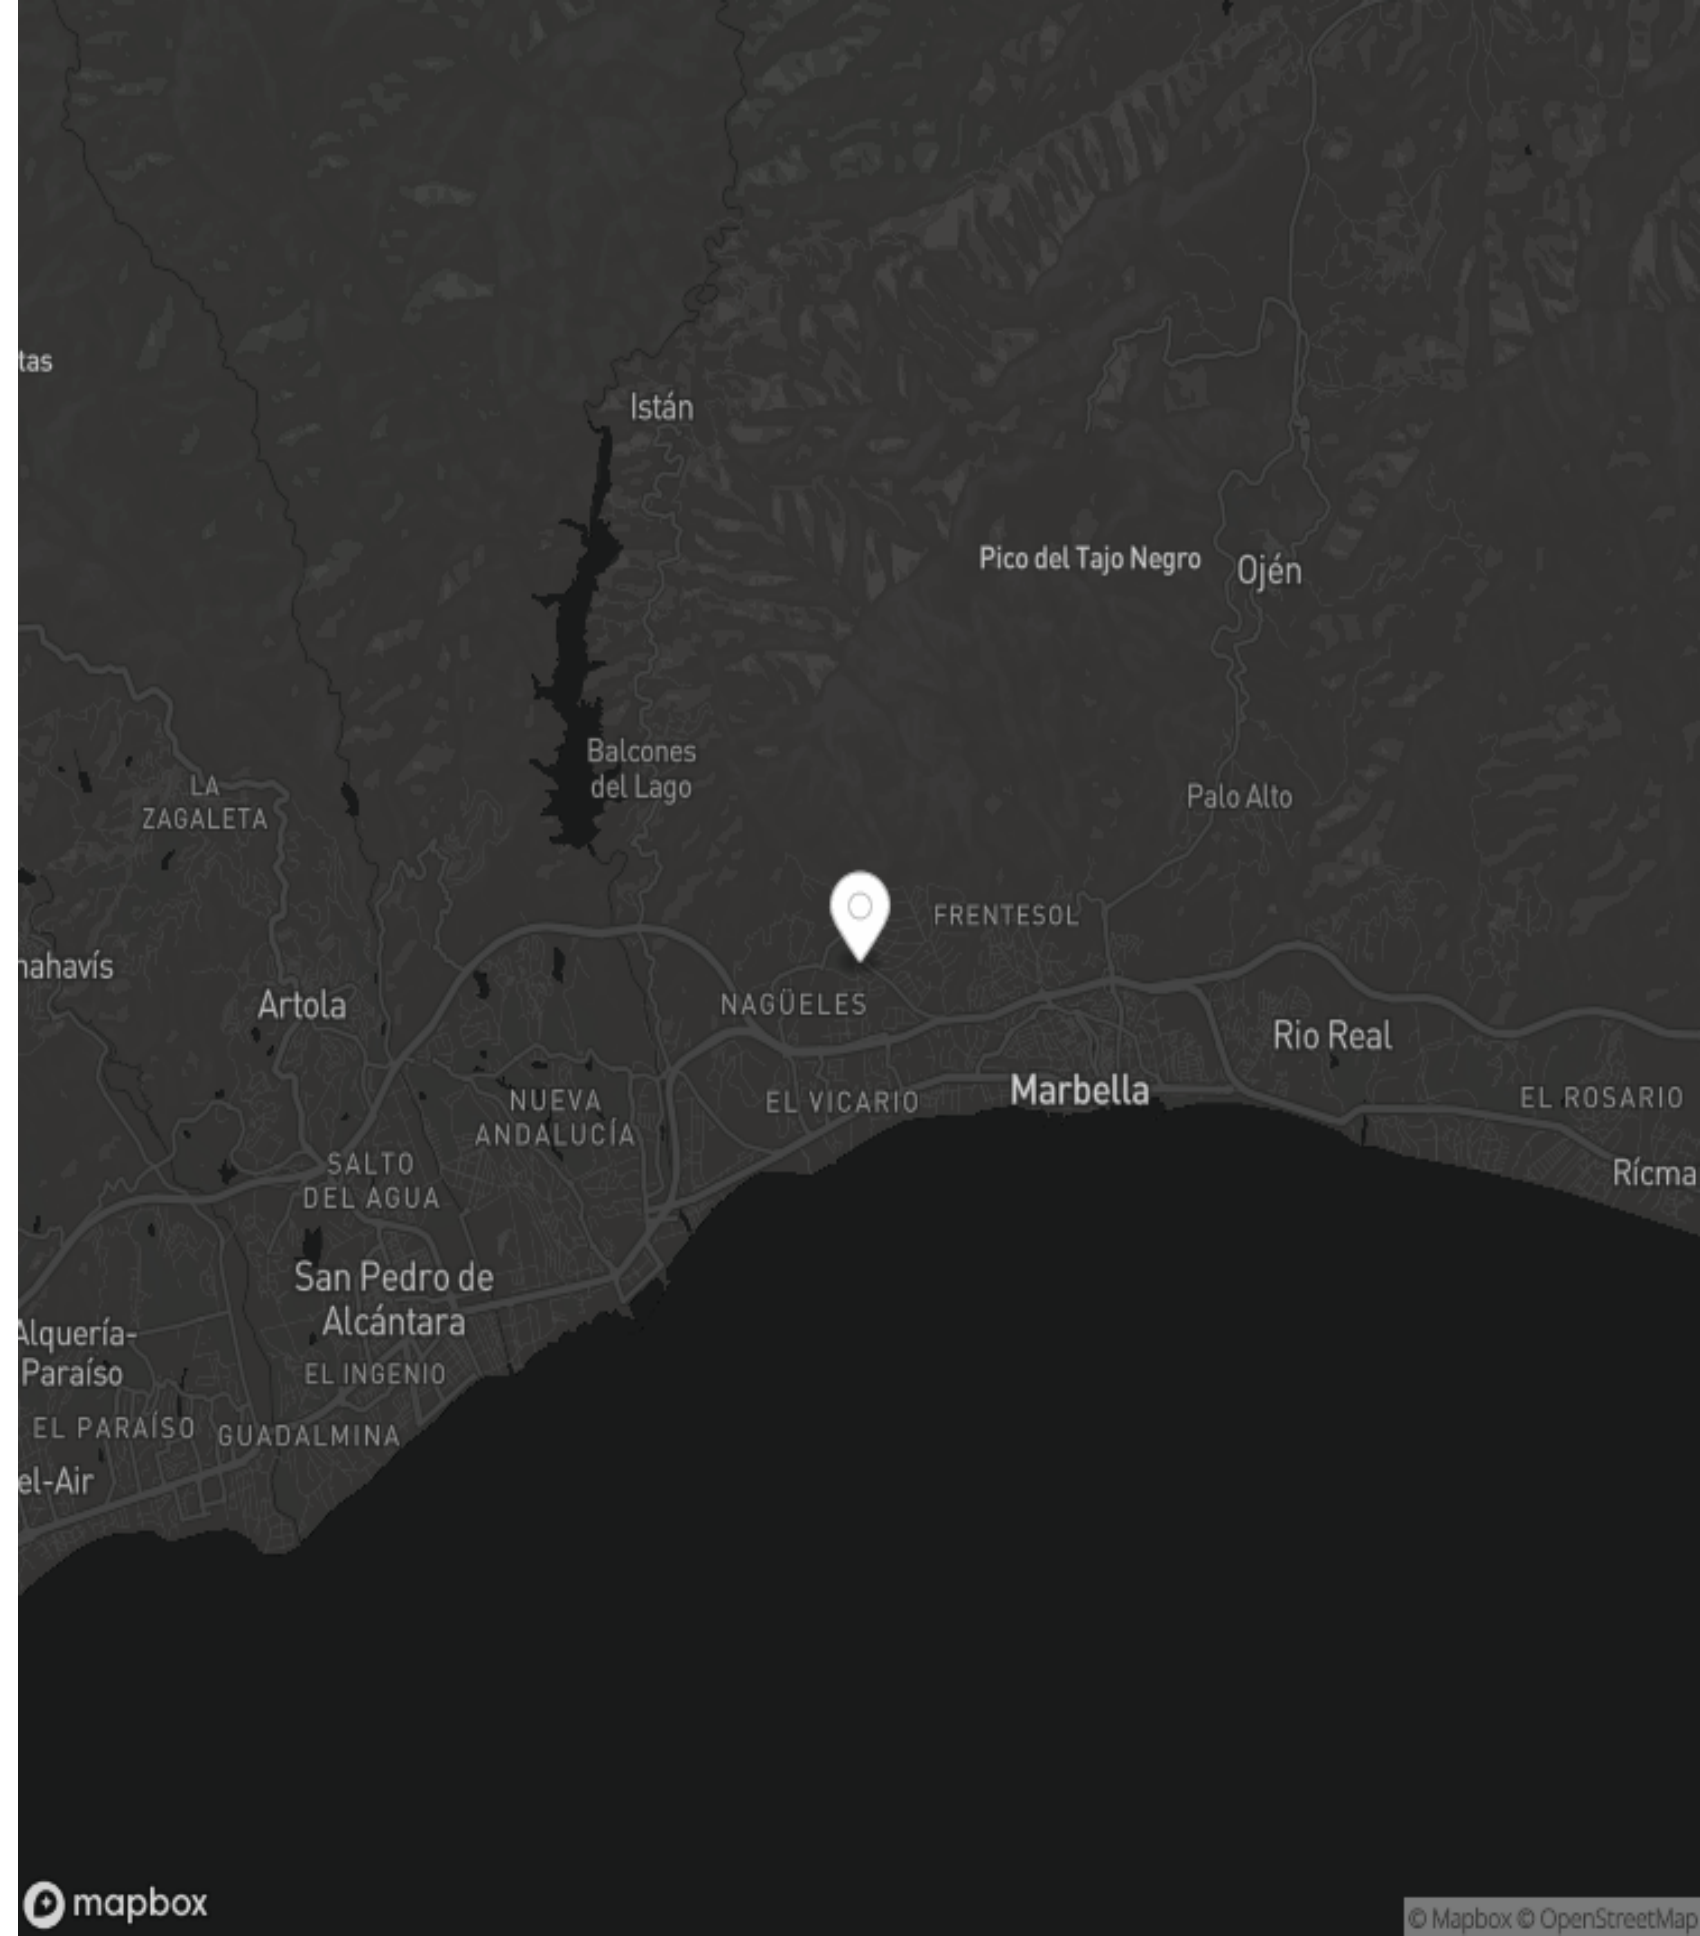 tas
Istán
Pico del Tajo Negro
Ojén
Balcones
del Lago
LA
ZAGALETA
Palo Alto
FRENTESOL
nahavís
Artola
NAGÜELES
Rio Real
NUEVA
ANDALUCÍA
EL VICARIO
Marbella
EL ROSARIO
SALTO
DEL AGUA
Rícma
San Pedro de
Alcántara
Alquería-
Paraíso
EL INGENIO
EL PARAÍSO
GUADALMINA
el-Air
mapbox
© Mapbox © OpenStreetMap